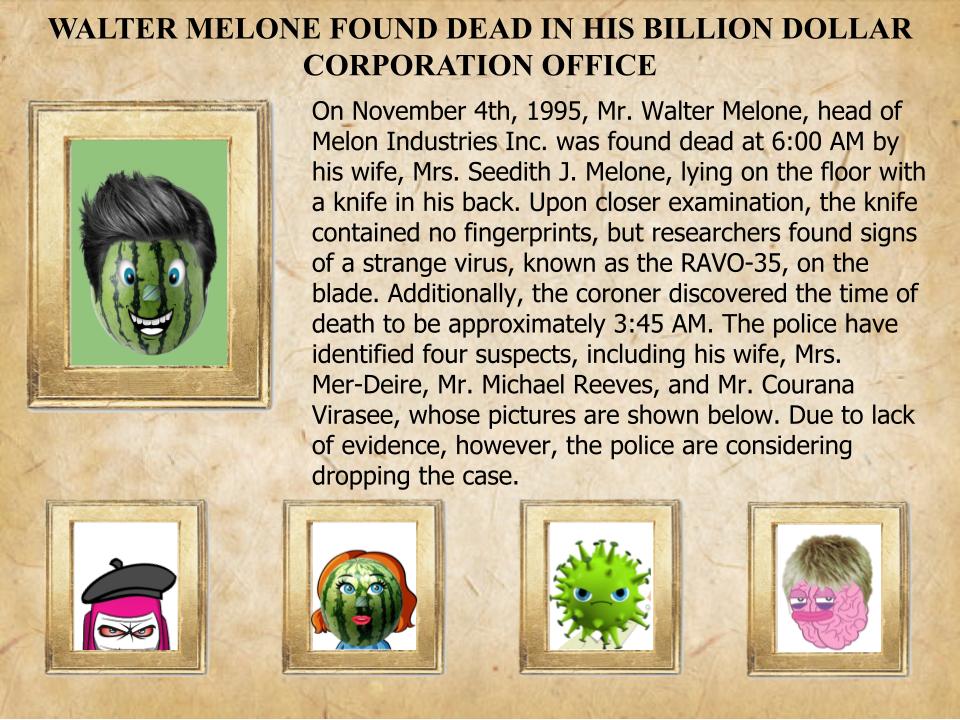 WALTER MELONE FOUND DEAD IN HIS BILLION DOLLAR
CORPORATION OFFICE
On November 4th, 1995, Mr. Walter Melone, head of
Melon Industries Inc. was found dead at 6:00 AM by
his wife, Mrs. Seedith J. Melone, lying on the floor with
a knife in his back. Upon closer examination, the knife
contained no fingerprints, but researchers found signs
of a strange virus, known as the RAVO-35, on the
blade. Additionally, the coroner discovered the time of
death to be approximately 3:45 AM. The police have
identified four suspects, including his wife, Mrs.
Mer-Deire, Mr. Michael Reeves, and Mr. Courana
Virasee, whose pictures are shown below. Due to lack
of evidence, however, the police are considering
dropping the case.